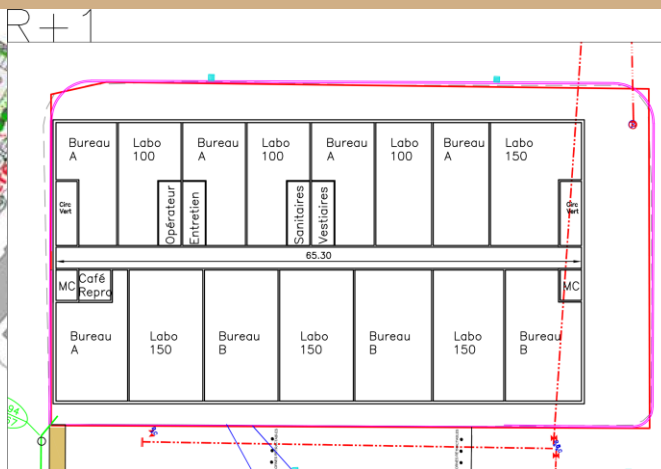 R+1
Bureau
A
Labo
100
Bureau
A
Labo
100
Bureau
A
Labo
100
Bureau
A
Labo
150
Circ
Vert
Opérateur
Entretien
Sanitaires
Vestiaires
Circ
Vert
65.30
MC
Café
Repro
MC
Bureau
A
Labo
150
Bureau
B
Labo
150
Bureau
B
Labo
150
Bureau
B